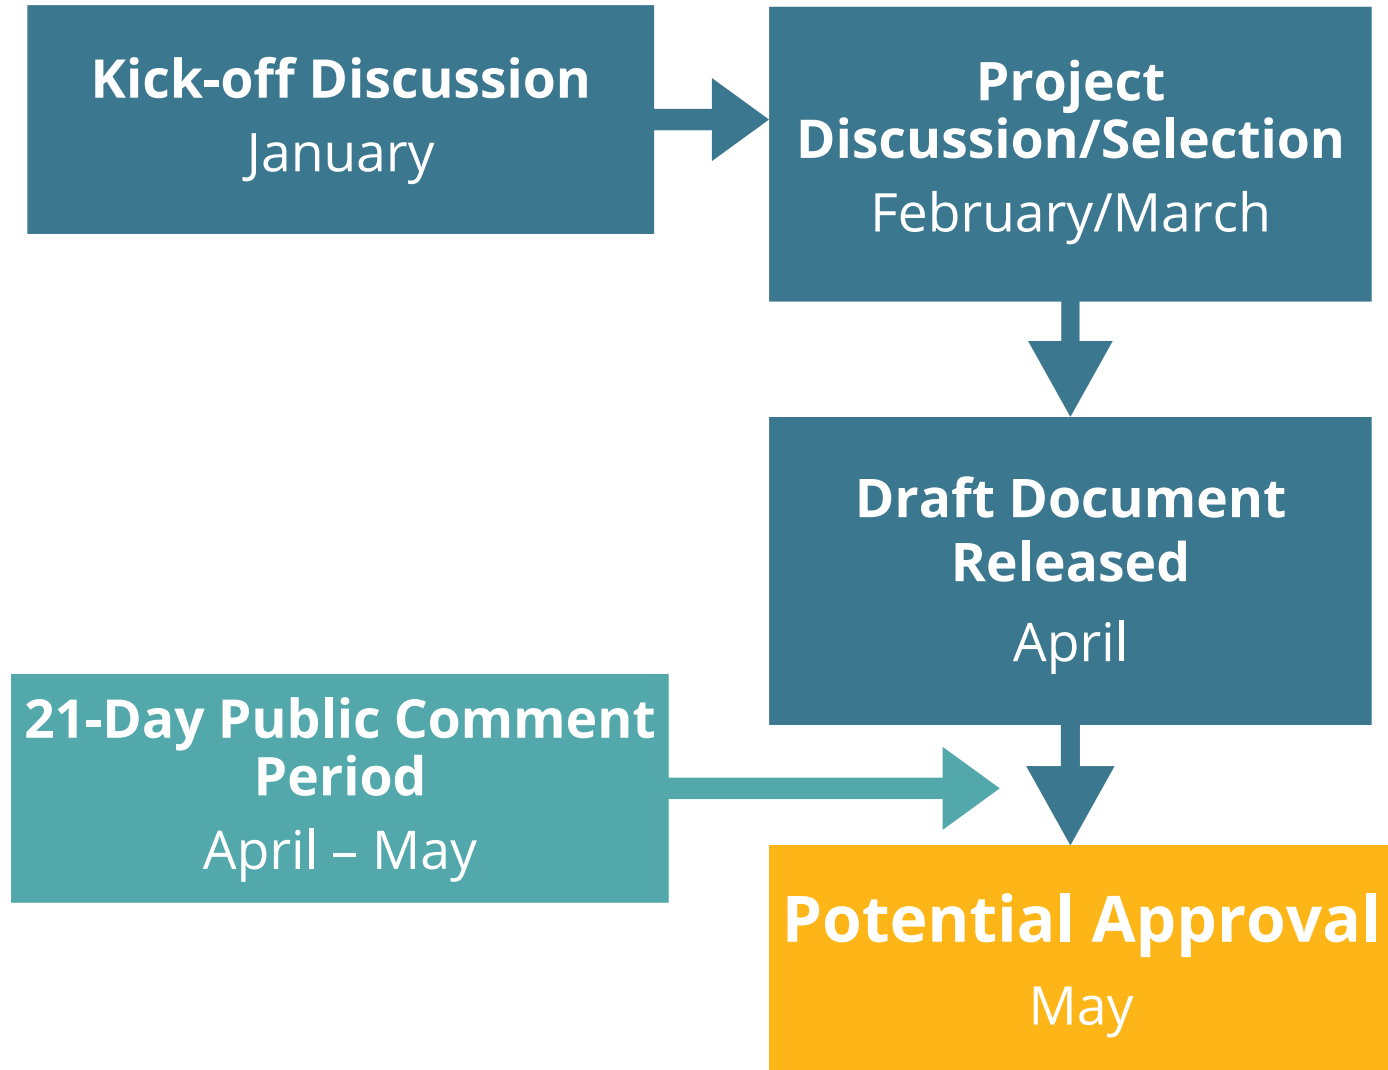 Kick-off Discussion
January
Project
Discussion/Selection
February/March
Draft Document
Released
April
21-Day Public Comment
Period
April – May
Potential Approval
May